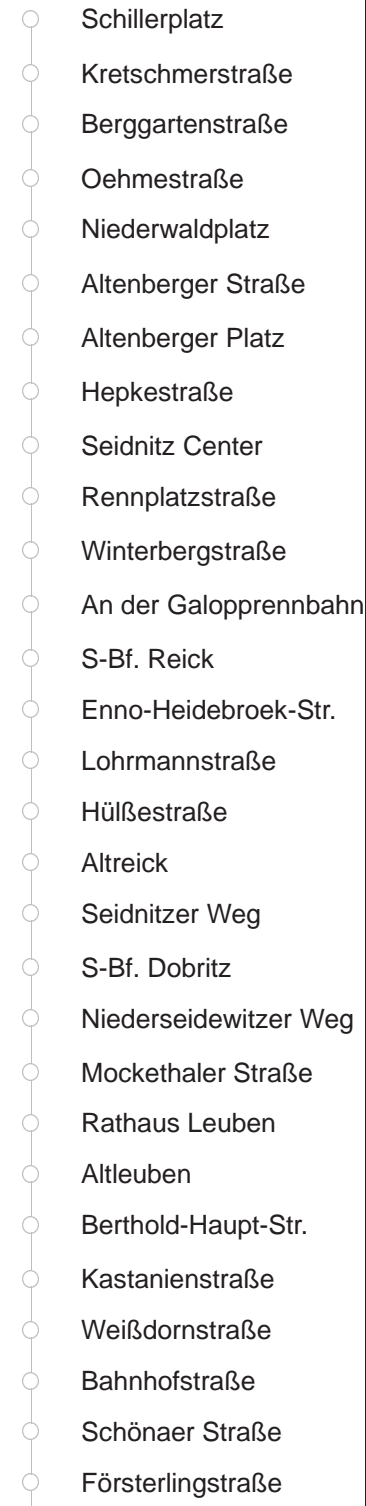 Schillerplatz
Kretschmerstraße
Berggartenstraße
Oehmestraße
Niederwaldplatz
Altenberger Straße
Altenberger Platz
Hepkestraße
Seidnitz Center
Rennplatzstraße
Winterbergstraße
An der Galopprennbahn
S-Bf. Reick
Enno-Heidebroek-Str.
Lohrmannstraße
Hülßestraße
Altreick
Seidnitzer Weg
S-Bf. Dobritz
Niederseidewitzer Weg
Mockethaler Straße
Rathaus Leuben
Altleuben
Berthold-Haupt-Str.
Kastanienstraße
Weißdornstraße
Bahnhofstraße
Schönaer Straße
Försterlingstraße